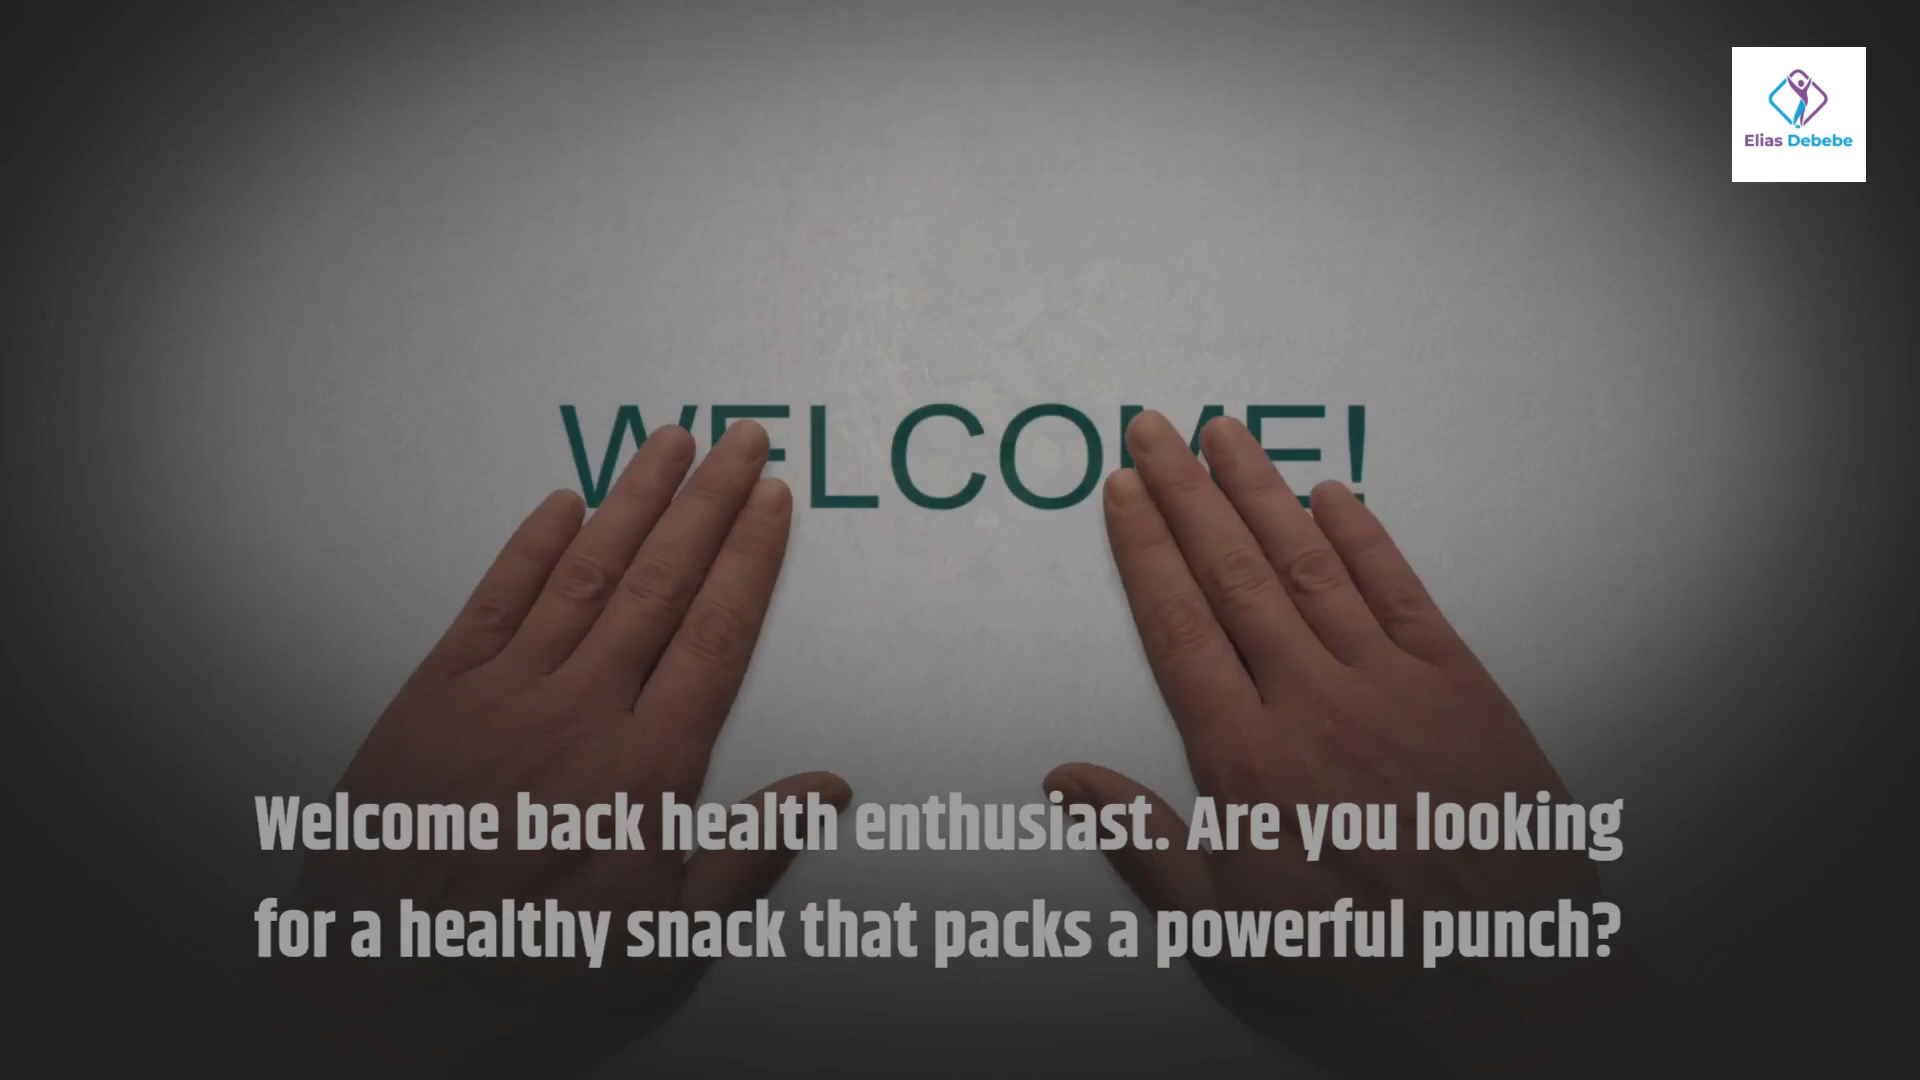 Elias Debebe
WELCOME!
Welcome back health enthusiast. Are you looking
for a healthy snack that packs a powerful punch?